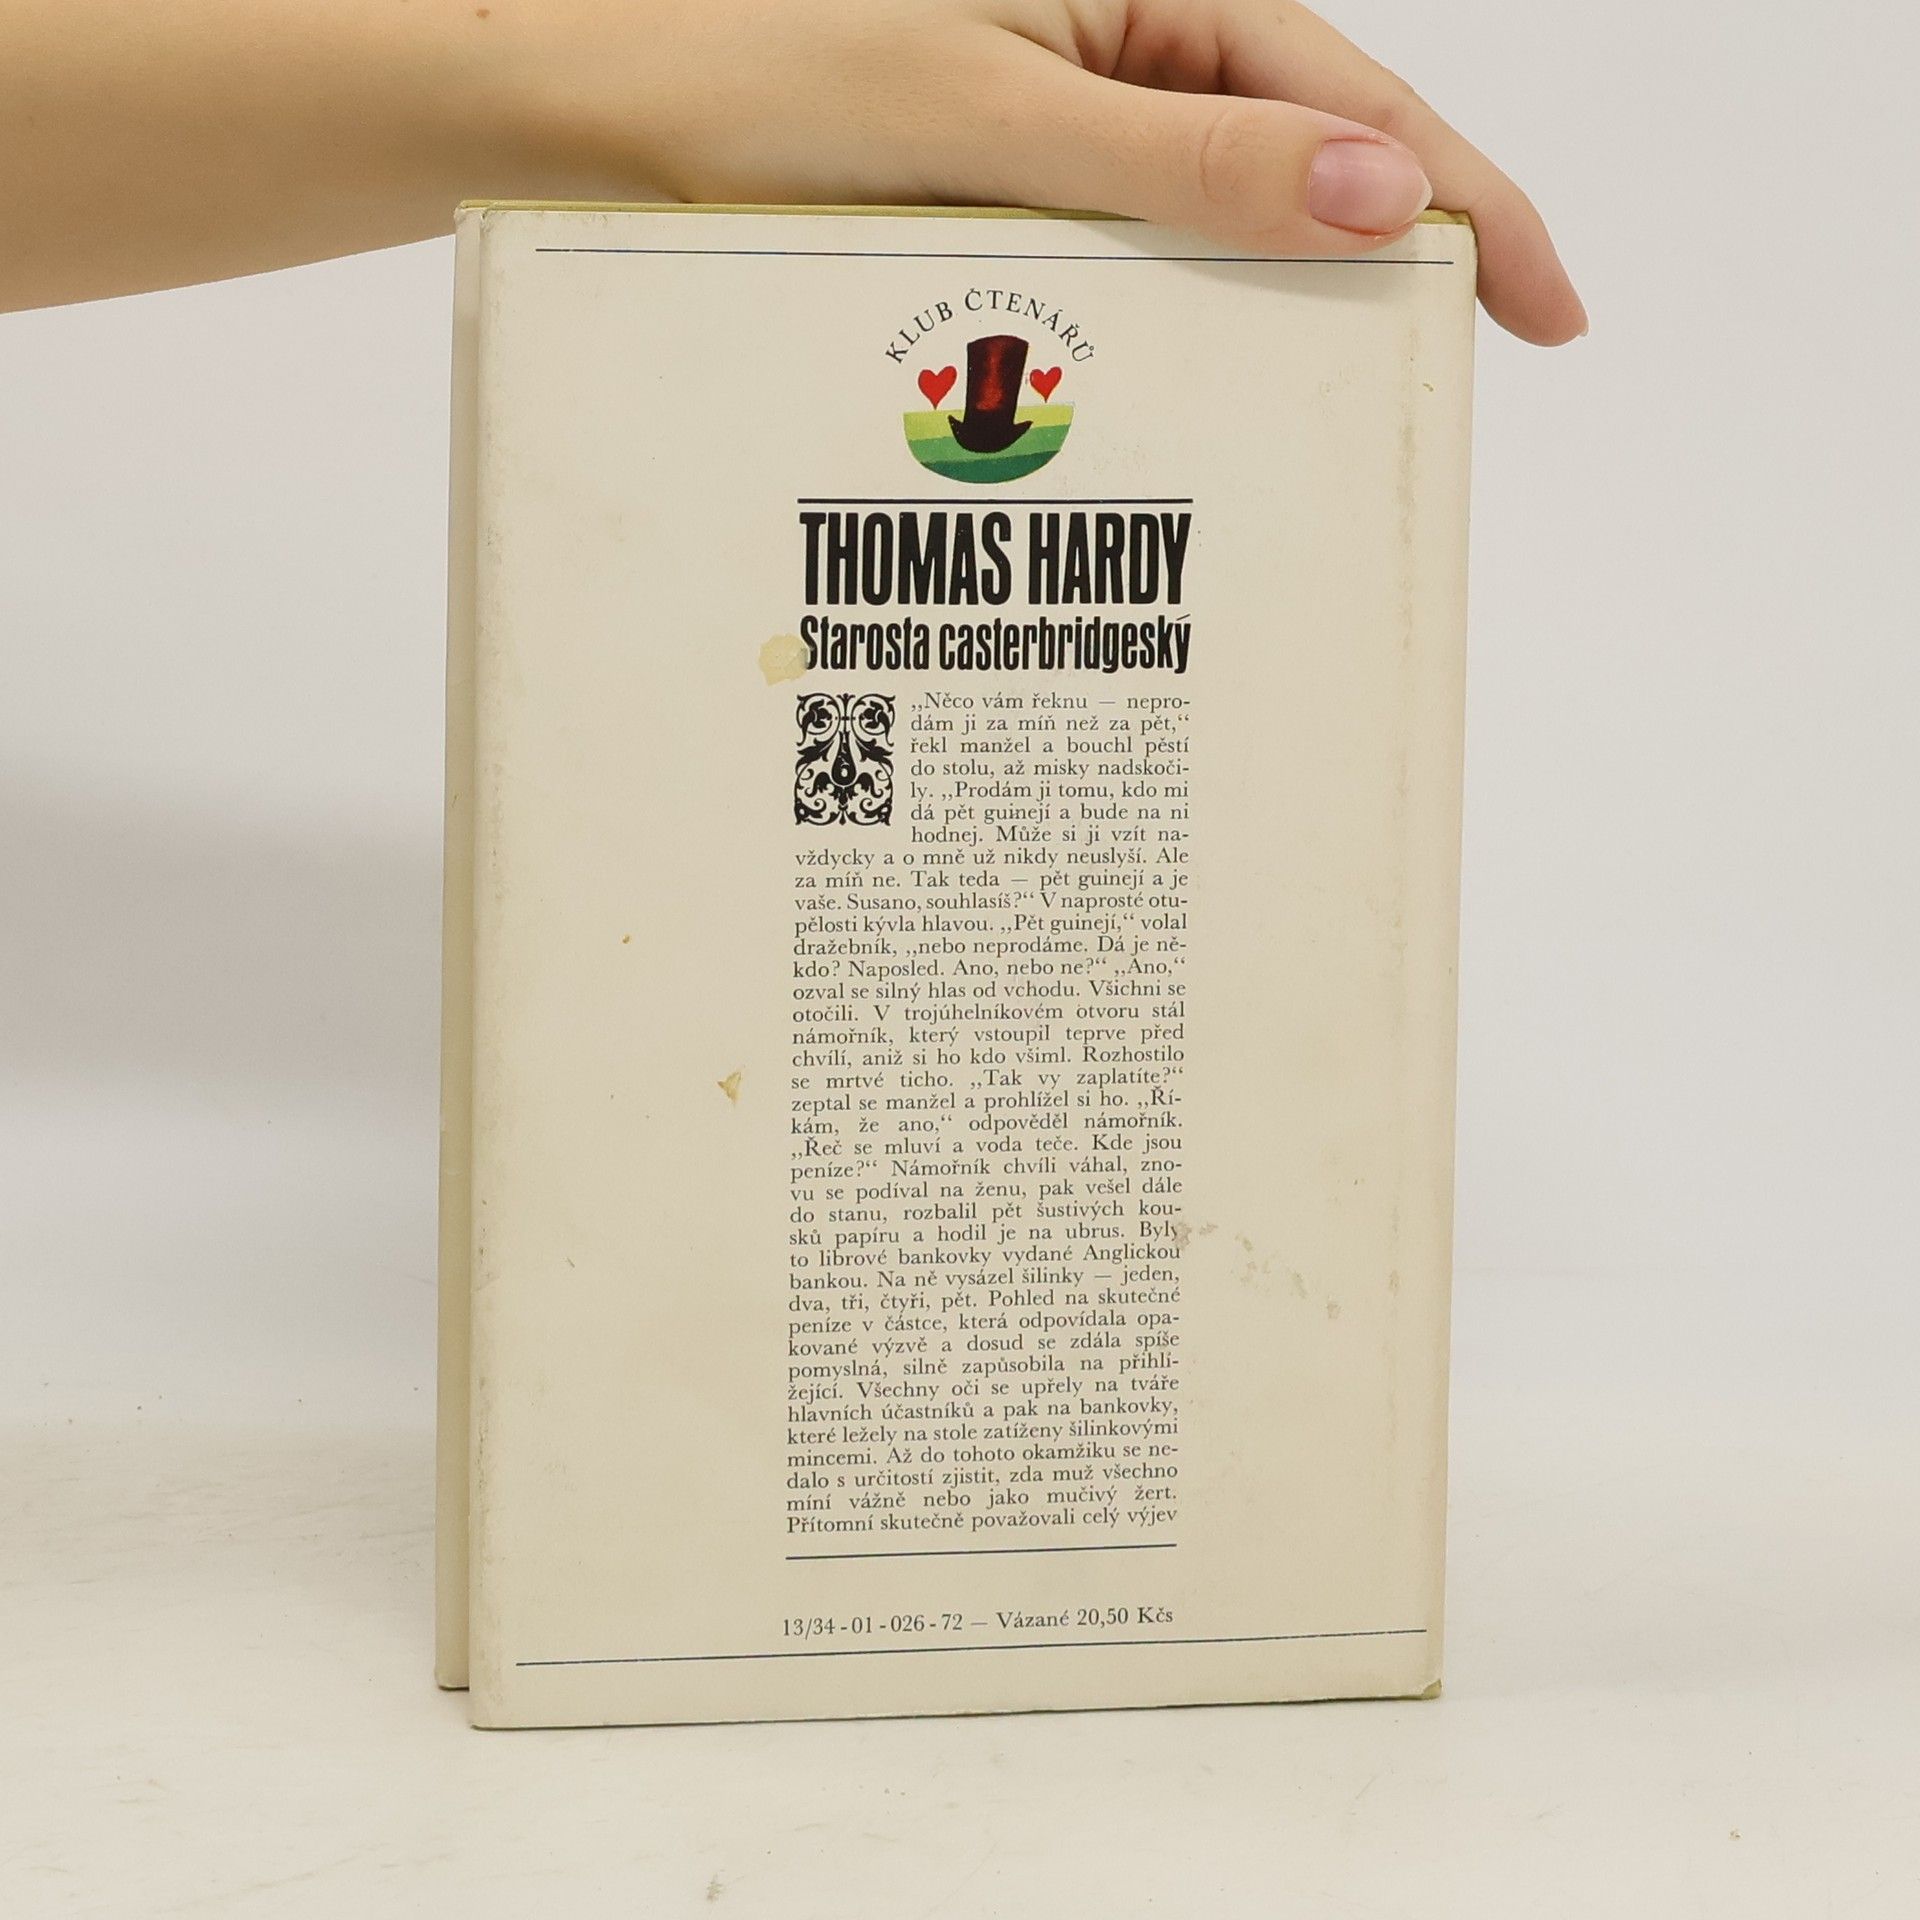 KLUB ČTENÁŘŮ
THOMAS HARDY
Starosta casterbridgeský
6
,,Něco vám řeknu — nepro-
dám ji za míň než za pět,“
řekl manžel a bouchl pěstí
do stolu, až misky nadskoči-
ly. ,,Prodám ji tomu, kdo mi
dá pět guinejí a bude na ni
hodnej. Může si ji vzít na-
vždycky a o mně už nikdy neuslyší. Ale
za míň ne. Tak teda — pět guinejí a je
vaše. Susano, souhlasíš?“ V naprosté otu-
pělosti kývla hlavou. ,,Pět guinejí,“ volal
dražebník, ,,nebo neprodáme. Dá je ně-
kdo? Naposled. Ano, nebo ne?“ ,,Ano,“
ozval se silný hlas od vchodu. Všichni se
otočili. V trojúhelníkovém otvoru stál
námořník, který vstoupil teprve před
chvílí, aniž si ho kdo všiml. Rozhostilo
se mrtvé ticho. ,,Tak vy zaplatíte?“
zeptal se manžel a prohlížel si ho. ,,Ří-
kám, že ano,“ odpověděl námořník.
,,Řeč se mluví a voda teče. Kde jsou
peníze?“ Námořník chvíli váhal, zno-
vu se podíval na ženu, pak vešel dále
do stanu, rozbalil pět šustivých kou-
sků papíru a hodil je na ubrus. Byly
to librové bankovky vydané Anglickou
bankou. Na ně vysázel šilinky — jeden,
dva, tři, čtyři, pět. Pohled na skutečné
peníze v částce, která odpovídala opa-
kované výzvě a dosud se zdála spíše
pomyslná, silně zapůsobila na přihlí-
žející. Všechny oči se upřely na tváře
hlavních účastníků a pak na bankovky,
které ležely na stole zatíženy šilinkovými
mincemi. Až do tohoto okamžiku se ne-
dalo s určitostí zjistit, zda muž všechno
míní vážně nebo jako mučivý žert.
Přítomní skutečně považovali celý výjev
13/34-01-026-72 — Vázané 20,50 Kčs